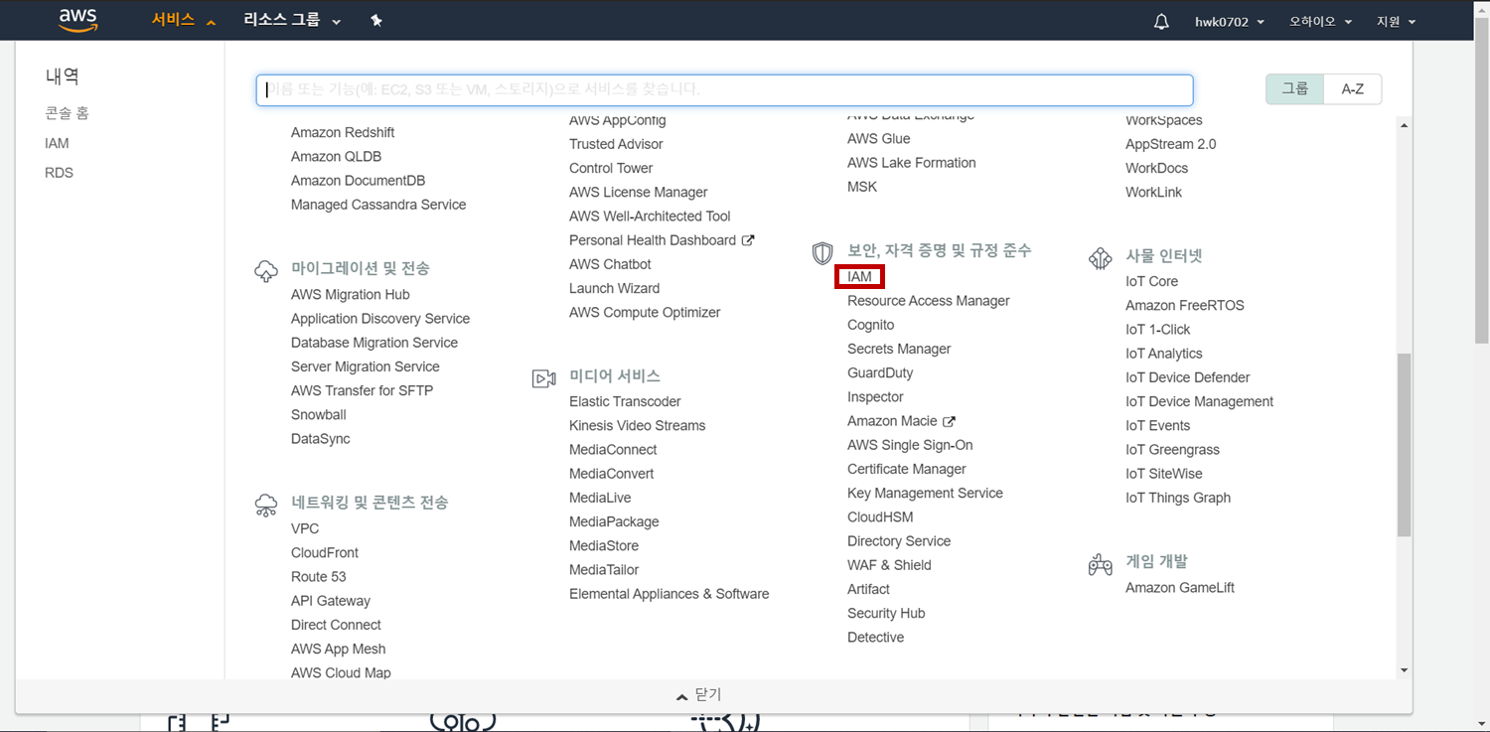 aws
서비스
리소스 그룹
hwk0702
오하이오
지원
내역
콘솔 홈
IAM
RDS
이름 또는 기능(예: EC2, S3 또는 VM, 스토리지)으로 서비스를 찾습니다.
그룹
A-Z
Amazon Redshift
Amazon QLDB
Amazon DocumentDB
Managed Cassandra Service
마이그레이션 및 전송
AWS Migration Hub
Application Discovery Service
Database Migration Service
Server Migration Service
AWS Transfer for SFTP
Snowball
DataSync
네트워킹 및 콘텐츠 전송
VPC
CloudFront
Route 53
API Gateway
Direct Connect
AWS App Mesh
AWS Cloud Map
AWS AppConfig
Trusted Advisor
Control Tower
AWS License Manager
AWS Well-Architected Tool
Personal Health Dashboard
AWS Chatbot
Launch Wizard
AWS Compute Optimizer
미디어 서비스
Elastic Transcoder
Kinesis Video Streams
MediaConnect
MediaConvert
MediaLive
MediaPackage
MediaStore
MediaTailor
Elemental Appliances & Software
AWS Data Exchange
AWS Glue
AWS Lake Formation
MSK
보안, 자격 증명 및 규정 준수
IAM
Resource Access Manager
Cognito
Secrets Manager
GuardDuty
Inspector
Amazon Macie
AWS Single Sign-On
Certificate Manager
Key Management Service
CloudHSM
Directory Service
WAF & Shield
Artifact
Security Hub
Detective
WorkSpaces
AppStream 2.0
WorkDocs
WorkLink
사물 인터넷
IoT Core
Amazon FreeRTOS
IoT 1-Click
IoT Analytics
IoT Device Defender
IoT Device Management
IoT Events
IoT Greengrass
IoT SiteWise
IoT Things Graph
게임 개발
Amazon GameLift
닫기